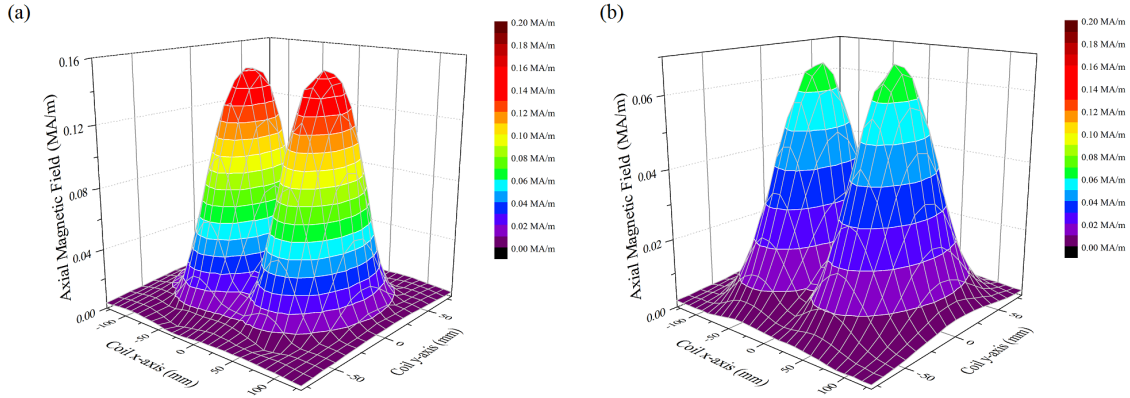 (a)
Axial Magnetic Field (MA/m)
0.16
0.12
0.08
0.04
0.00
-100
-50
0
50
100
Coil x-axis (mm)
-50
0
50
Coil y-axis (mm)
0.20 MA/m
0.18 MA/m
0.16 MA/m
0.14 MA/m
0.12 MA/m
0.10 MA/m
0.08 MA/m
0.06 MA/m
0.04 MA/m
0.02 MA/m
0.00 MA/m
(b)
Axial Magnetic Field (MA/m)
0.06
0.04
0.02
0.00
-100
-50
0
50
100
Coil x-axis (mm)
-50
0
50
Coil y-axis (mm)
0.20 MA/m
0.18 MA/m
0.16 MA/m
0.14 MA/m
0.12 MA/m
0.10 MA/m
0.08 MA/m
0.06 MA/m
0.04 MA/m
0.02 MA/m
0.00 MA/m